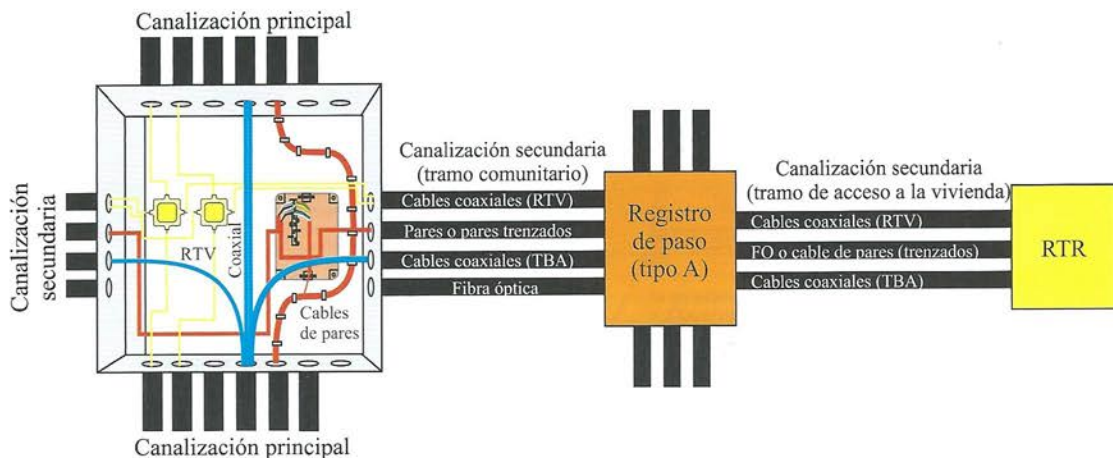 Canalización principal
Canalización
secundaria
RTV
Coaxial
Cables
de pares
Canalización principal
Canalización secundaria
(tramo comunitario)
Cables coaxiales (RTV)
Pares o pares trenzados
Cables coaxiales (TBA)
Fibra óptica
Registro
de paso
(tipo A)
Canalización secundaria
(tramo de acceso a la vivienda)
Cables coaxiales (RTV)
FO o cable de pares (trenzados)
Cables coaxiales (TBA)
RTR